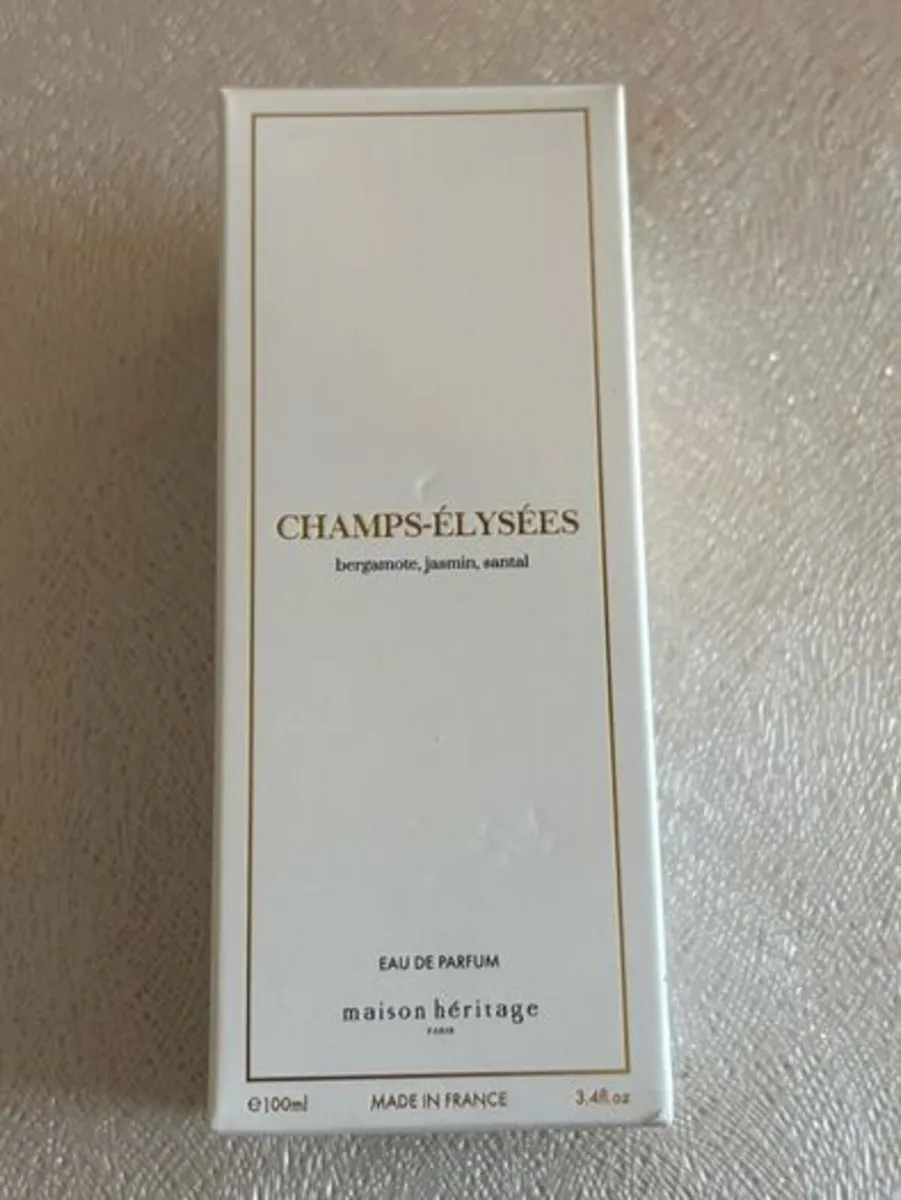 CHAMPS-ÉLYSÉES
bergamote, jasmin, santal
EAU DE PARFUM
maison héritage
PARIS
℮100ml MADE IN FRANCE 3.4fl.oz